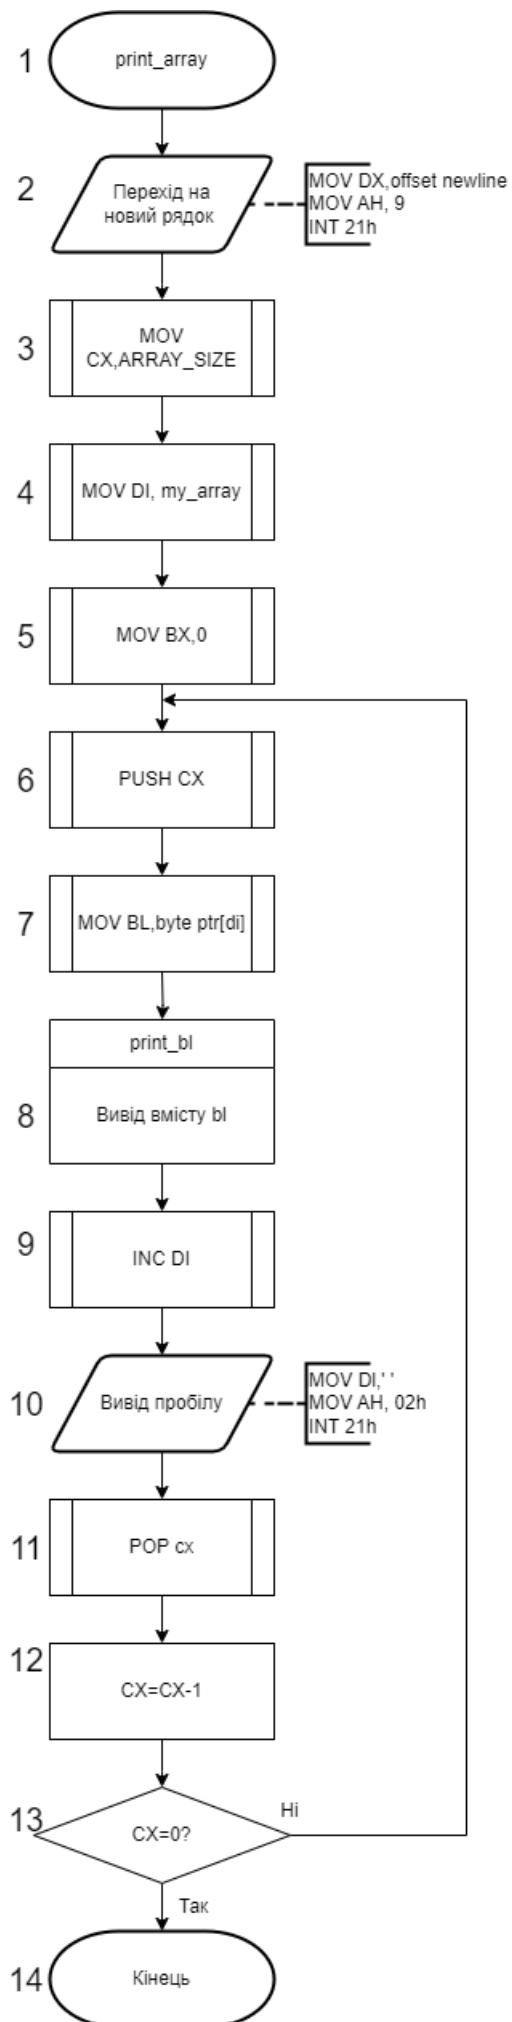 1
print_array
2
Перехід на
новий рядок
MOV DX,offset newline
MOV AH, 9
INT 21h
3
MOV
CX,ARRAY_SIZE
4
MOV DI, my_array
5
MOV BX,0
6
PUSH CX
7
MOV BL,byte ptr[di]
print_bl
8
Вивід вмісту bl
9
INC DI
10
Вивід пробілу
MOV DI,' '
MOV AH, 02h
INT 21h
11
POP cx
12
CX=CX-1
13
CX=0?
Ні
Так
14
Кінець